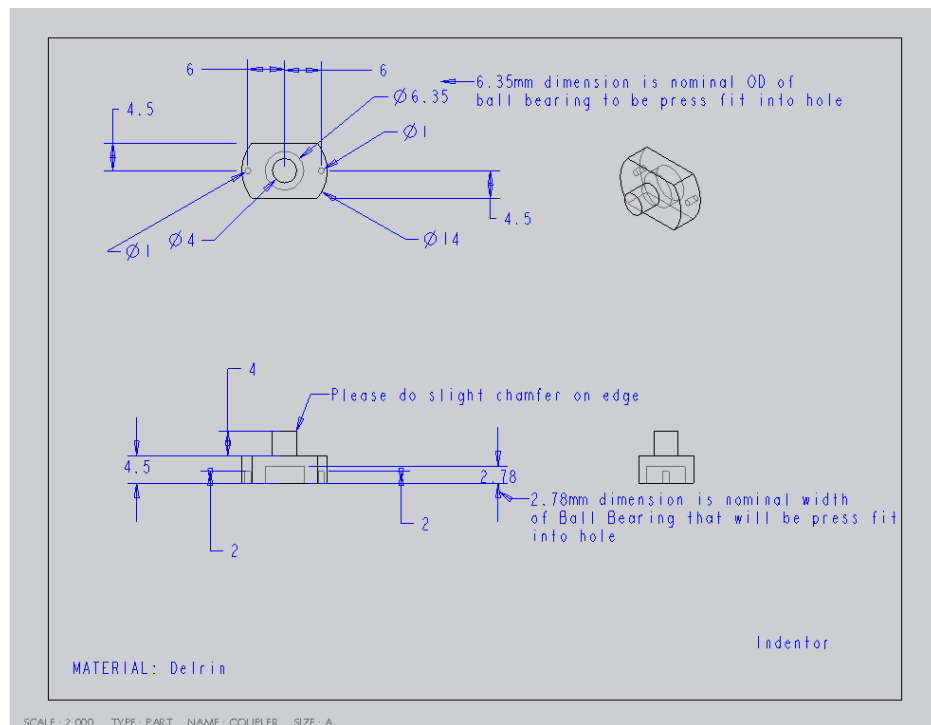 6
6
6.35mm dimension is nominal OD of
ball bearing to be press fit into hole
Ø6.35
4.5
Ø1
4.5
Ø1
Ø4
Ø14
4
Please do slight chamfer on edge
4.5
2.78
2.78mm dimension is nominal width
of Ball Bearing that will be press fit
into hole
2
2
Indentor
MATERIAL: Delrin
SCALE : 2.000 TYPE : PART NAME : COUPLER SIZE : A